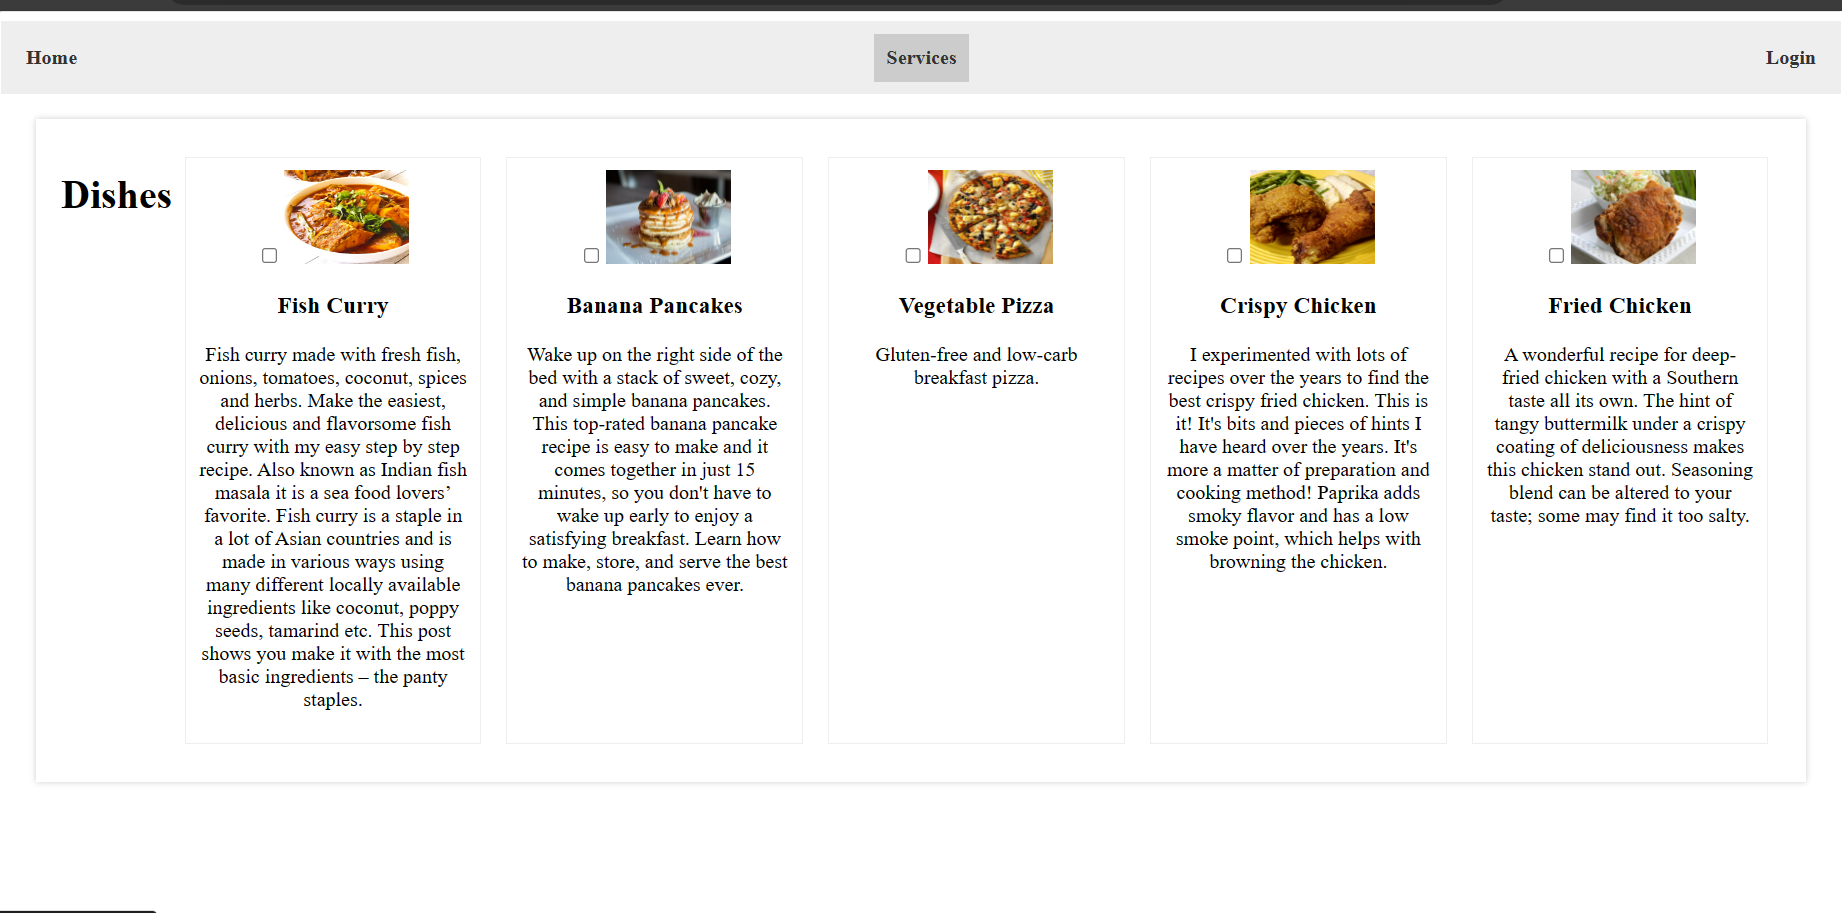 Home
Services
Login
Dishes
Fish Curry
Fish curry made with fresh fish,
onions, tomatoes, coconut, spices
and herbs. Make the easiest,
delicious and flavorsome fish
curry with my easy step by step
recipe. Also known as Indian fish
masala it is a sea food lovers’
favorite. Fish curry is a staple in
a lot of Asian countries and is
made in various ways using
many different locally available
ingredients like coconut, poppy
seeds, tamarind etc. This post
shows you make it with the most
basic ingredients – the panty
staples.
Banana Pancakes
Wake up on the right side of the
bed with a stack of sweet, cozy,
and simple banana pancakes.
This top-rated banana pancake
recipe is easy to make and it
comes together in just 15
minutes, so you don't have to
wake up early to enjoy a
satisfying breakfast. Learn how
to make, store, and serve the best
banana pancakes ever.
Vegetable Pizza
Gluten-free and low-carb
breakfast pizza.
Crispy Chicken
I experimented with lots of
recipes over the years to find the
best crispy fried chicken. This is
it! It's bits and pieces of hints I
have heard over the years. It's
more a matter of preparation and
cooking method! Paprika adds
smoky flavor and has a low
smoke point, which helps with
browning the chicken.
Fried Chicken
A wonderful recipe for deep-
fried chicken with a Southern
taste all its own. The hint of
tangy buttermilk under a crispy
coating of deliciousness makes
this chicken stand out. Seasoning
blend can be altered to your
taste; some may find it too salty.